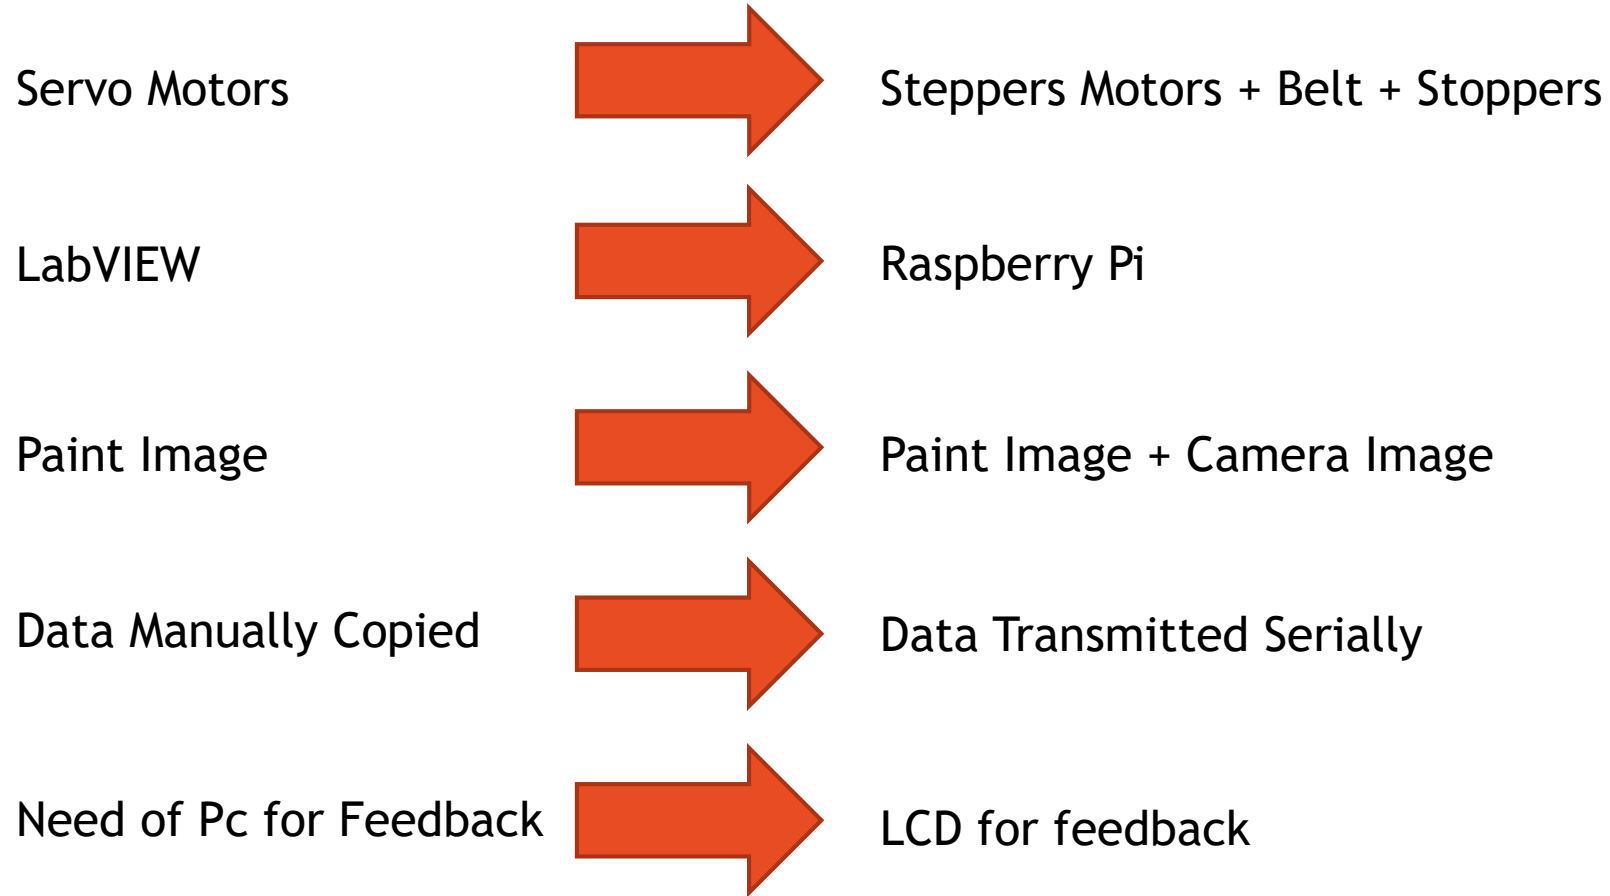 Servo Motors
Steppers Motors + Belt + Stoppers
LabVIEW
Raspberry Pi
Paint Image
Paint Image + Camera Image
Data Manually Copied
Data Transmitted Serially
Need of Pc for Feedback
LCD for feedback